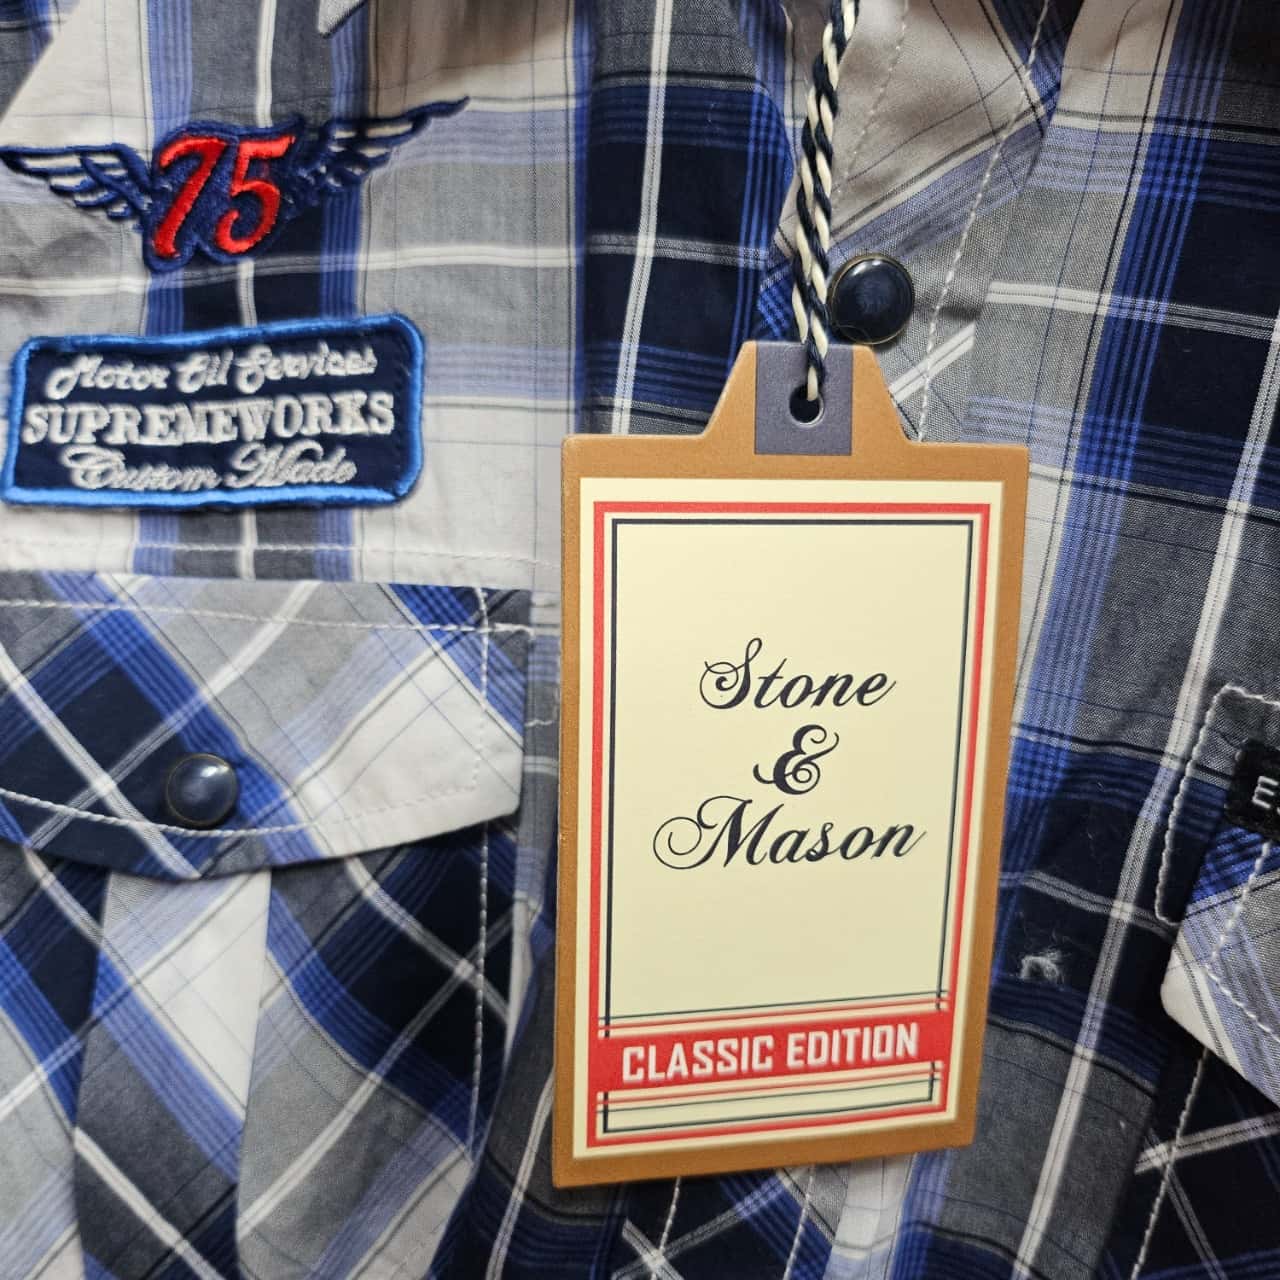 75
Motor Oil Services
SUPREMEWORKS
Custom Made
Stone
&
Mason
CLASSIC EDITION
E